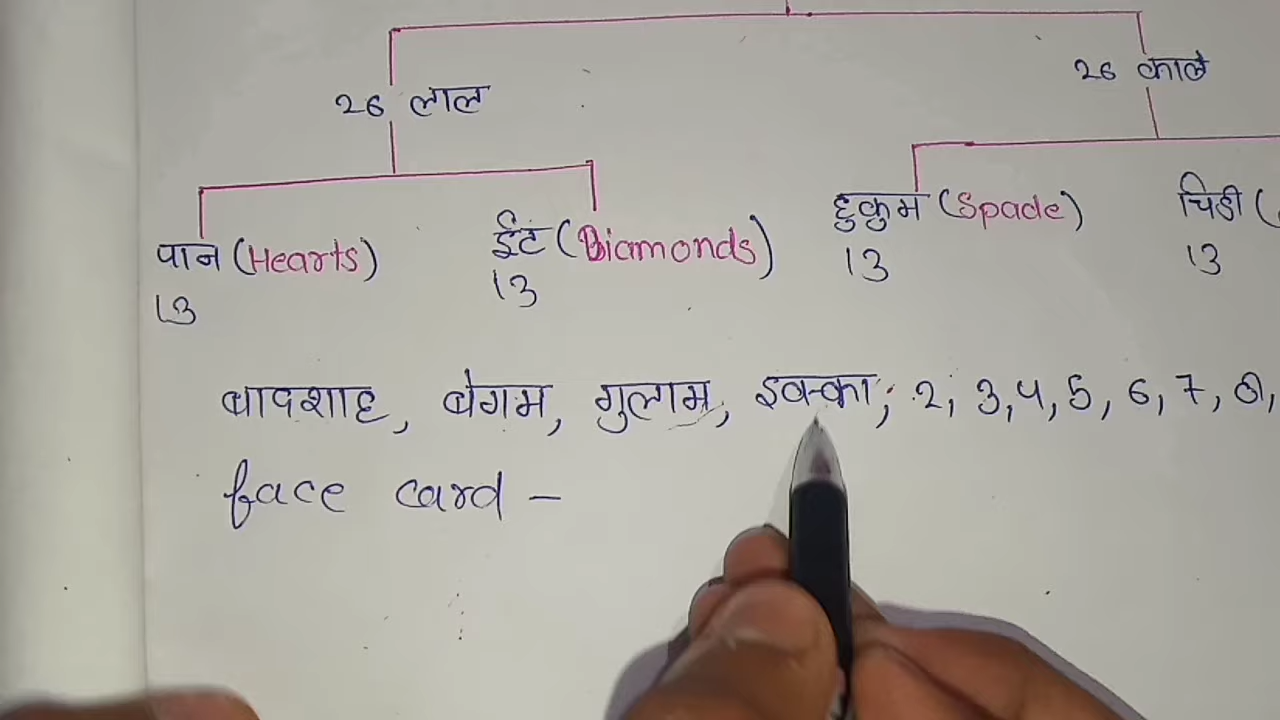 26 लाल 26 काले
पान (Hearts) ईंट (Diamonds) हुकुम (Spade) चिडी (
13 13 13 13
बादशाह, बेगम, गुलाम, इक्का, 2, 3, 4, 5, 6, 7, 8,
face card -